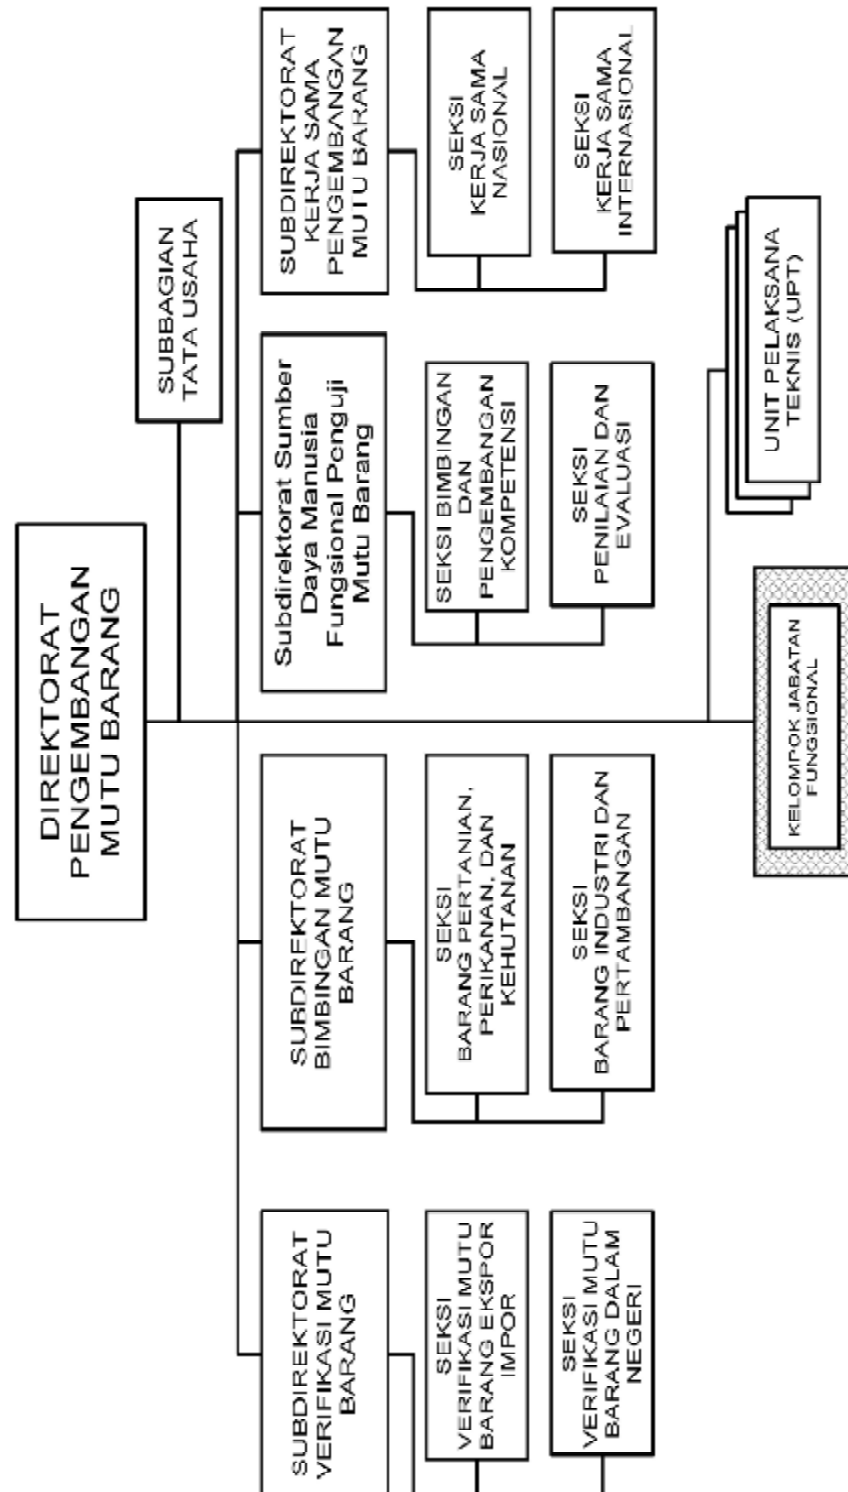 DIREKTORAT
PENGEMBANGAN
MUTU BARANG
SUBBAGIAN
TATA USAHA
SUBDIREKTORAT
VERIFIKASI MUTU
BARANG
SUBDIREKTORAT
BIMBINGAN MUTU
BARANG
Subdirektorat Sumber
Daya Manusia
Fungsional Penguji
Mutu Barang
SUBDIREKTORAT
KERJA SAMA
PENGEMBANGAN
MUTU BARANG
SEKSI
VERIFIKASI MUTU
BARANG EKSPOR
IMPOR
SEKSI
BARANG PERTANIAN,
PERIKANAN, DAN
KEHUTANAN
SEKSI BIMBINGAN
DAN
PENGEMBANGAN
KOMPETENSI
SEKSI
KERJA SAMA
NASIONAL
SEKSI
VERIFIKASI MUTU
BARANG DALAM
NEGERI
SEKSI
BARANG INDUSTRI DAN
PERTAMBANGAN
SEKSI
PENILAIAN DAN
EVALUASI
SEKSI
KERJA SAMA
INTERNASIONAL
UNIT PELAKSANA
TEKNIS (UPT)
KELOMPOK JABATAN
FUNGSIONAL